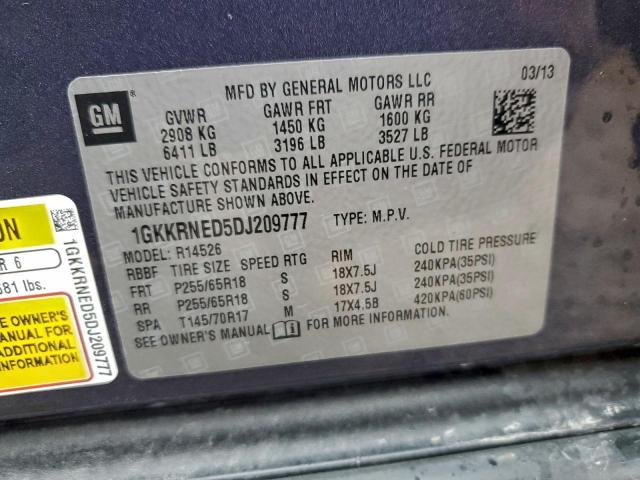 MFD BY GENERAL MOTORS LLC 03/13
GM ®
GVWR GAWR FRT GAWR RR
2908 KG 1450 KG 1600 KG
6411 LB 3196 LB 3527 LB
THIS VEHICLE CONFORMS TO ALL APPLICABLE U.S. FEDERAL MOTOR
VEHICLE SAFETY STANDARDS IN EFFECT ON THE DATE OF
MANUFACTURE SHOWN ABOVE.
1GKKRNED5DJ209777 TYPE: M.P.V.
MODEL: R14526
RBBF TIRE SIZE SPEED RTG RIM COLD TIRE PRESSURE
FRT P255/65R18 S 18X7.5J 240KPA(35PSI)
RR P255/65R18 S 18X7.5J 240KPA(35PSI)
SPA T145/70R17 M 17X4.5B 420KPA(60PSI)
SEE OWNER'S MANUAL FOR MORE INFORMATION.
ON
R 6
81 lbs.
E OWNER'S
MANUAL FOR
ADDITIONAL
INFORMATION
1GKKRNED5DJ209777